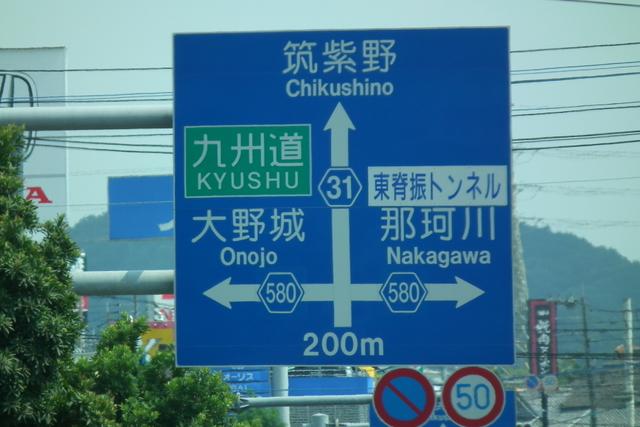 筑紫野
Chikushino
九州道
KYUSHU
31
東脊振トンネル
大野城
Onojo
那珂川
Nakagawa
580
580
200m
50